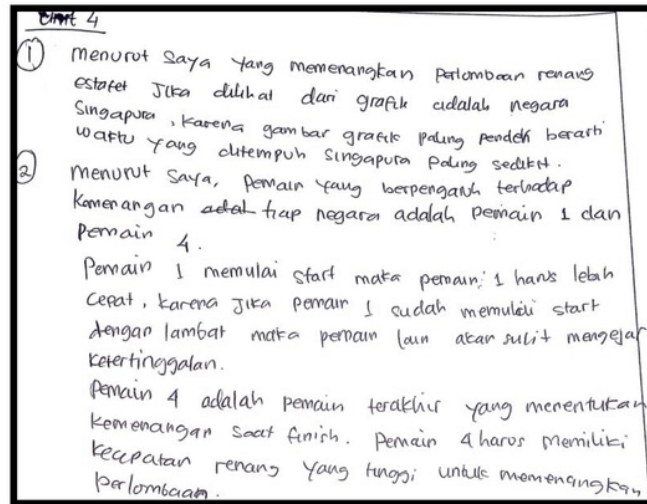 Unit 4
① Menurut Saya yang memenangkan Perlombaan renang
estafet Jika dilihat dari grafik adalah negara
Singapura, karena gambar grafik paling pendek berarti
waktu yang ditempuh Singapura paling sedikit.
② Menurut Saya, Pemain yang berpengaruh terhadap
Kemenangan adal tiap negara adalah Pemain 1 dan
Pemain 4.
Pemain 1 memulai start maka pemain 1 harus lebih
cepat, karena Jika pemain 1 sudah memulai start
dengan lambat maka pemain lain akan sulit mengejar
ketertinggalan.
Pemain 4 adalah pemain terakhir yang menentukan
kemenangan saat finish. Pemain 4 harus Memiliki
kecepatan renang yang tinggi untuk memenangkan
perlombaan.